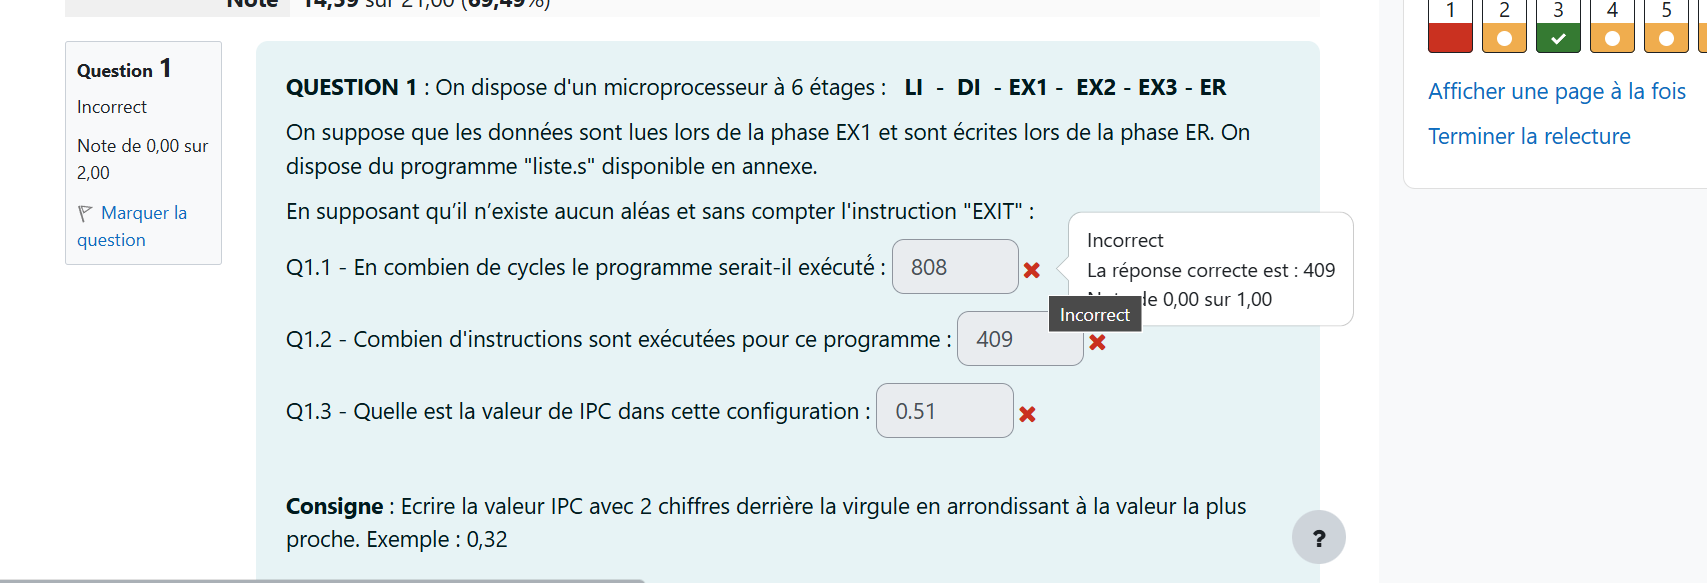 Note 14,59 sur 21,00 (69,49%)
Question 1
Incorrect
Note de 0,00 sur
2,00
Marquer la
question
QUESTION 1 : On dispose d'un microprocesseur à 6 étages : LI - DI - EX1 - EX2 - EX3 - ER
On suppose que les données sont lues lors de la phase EX1 et sont écrites lors de la phase ER. On
dispose du programme "liste.s" disponible en annexe.
En supposant qu'il n'existe aucun aléas et sans compter l'instruction "EXIT" :
Q1.1 - En combien de cycles le programme serait-il exécuté : 808
Incorrect
La réponse correcte est : 409
de 0,00 sur 1,00
Incorrect
Q1.2 - Combien d'instructions sont exécutées pour ce programme : 409
Q1.3 - Quelle est la valeur de IPC dans cette configuration : 0.51
Consigne : Ecrire la valeur IPC avec 2 chiffres derrière la virgule en arrondissant à la valeur la plus
proche. Exemple : 0,32
?
1 2 3 4 5
Afficher une page à la fois
Terminer la relecture